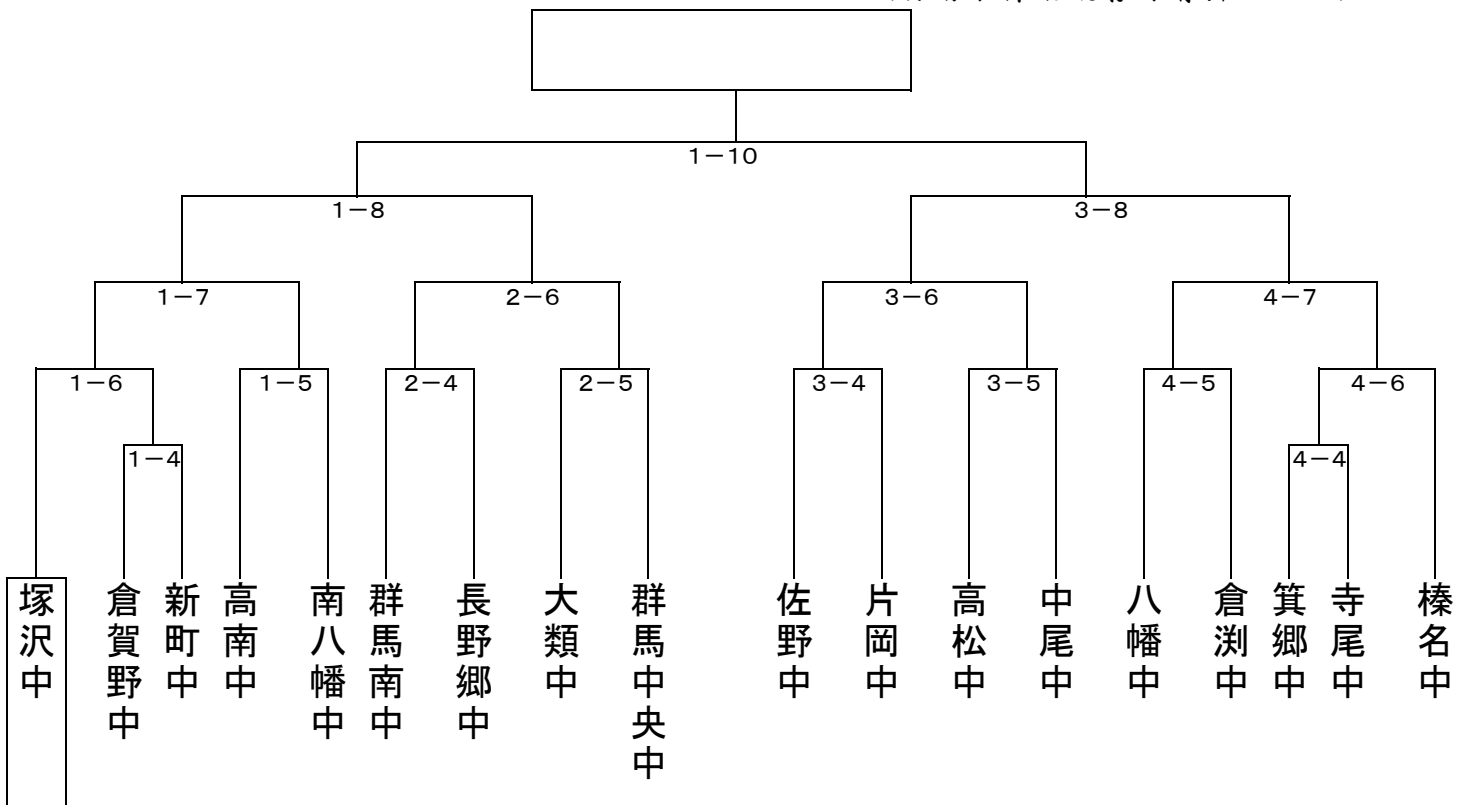 1－10
1－8
3－8
1－7
2－6
3－6
4－7
1－6
1－5
2－4
2－5
3－4
3－5
4－5
4－6
1－4
4－4
塚沢中
倉賀野中
新町中
高南中
南八幡中
群馬南中
長野郷中
大類中
群馬中央中
佐野中
片岡中
高松中
中尾中
八幡中
倉渕中
箕郷中
寺尾中
榛名中